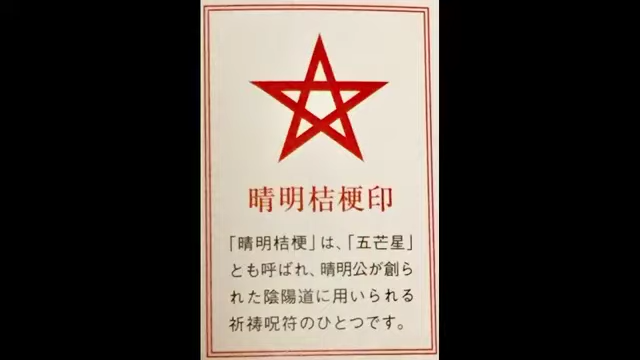 晴明桔梗印
「晴明桔梗」は、「五芒星」
とも呼ばれ、晴明公が創ら
れた陰陽道に用いられる
祈祷呪符のひとつです。